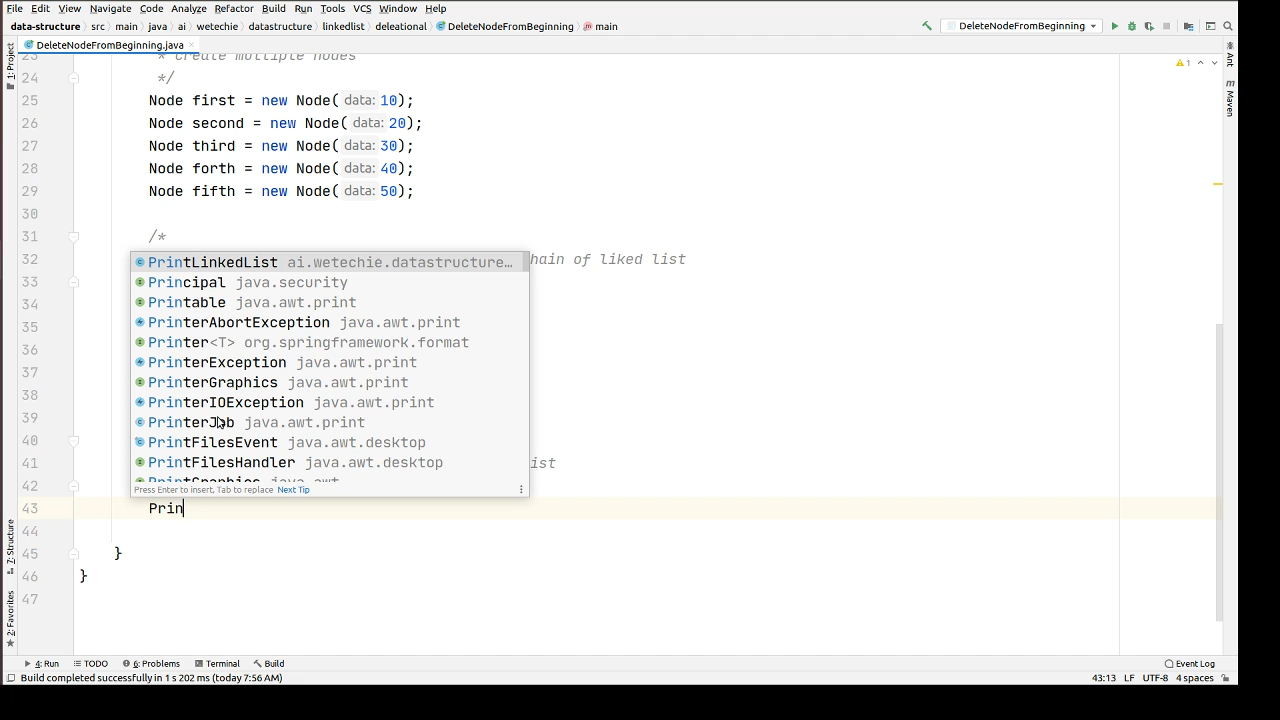 File Edit View Navigate Code Analyze Refactor Build Run Tools VCS Window Help
data-structure src main java ai wetechie datastructure linkedlist deleational DeleteNodeFromBeginning main DeleteNodeFromBeginning
DeleteNodeFromBeginning.java
1: Project
Ant
Maven
1
23 * create multiple nodes
24 */
25 Node first = new Node( data: 10);
26 Node second = new Node( data: 20);
27 Node third = new Node( data: 30);
28 Node forth = new Node( data: 40);
29 Node fifth = new Node( data: 50);
30
31 /*
32 hain of liked list
33
34
35
36
37
38
39
40
41 ist
42
PrintLinkedList ai.wetechie.datastructure…
Principal java.security
Printable java.awt.print
PrinterAbortException java.awt.print
Printer<T> org.springframework.format
PrinterException java.awt.print
PrinterGraphics java.awt.print
PrinterIOException java.awt.print
PrinterJob java.awt.print
PrintFilesEvent java.awt.desktop
PrintFilesHandler java.awt.desktop
PrintGraphics java.awt
Press Enter to insert, Tab to replace Next Tip
43 Prin
44
45 }
46 }
47
7: Structure
2: Favorites
4: Run TODO 6: Problems Terminal Build Event Log
Build completed successfully in 1 s 202 ms (today 7:56 AM) 43:13 LF UTF-8 4 spaces